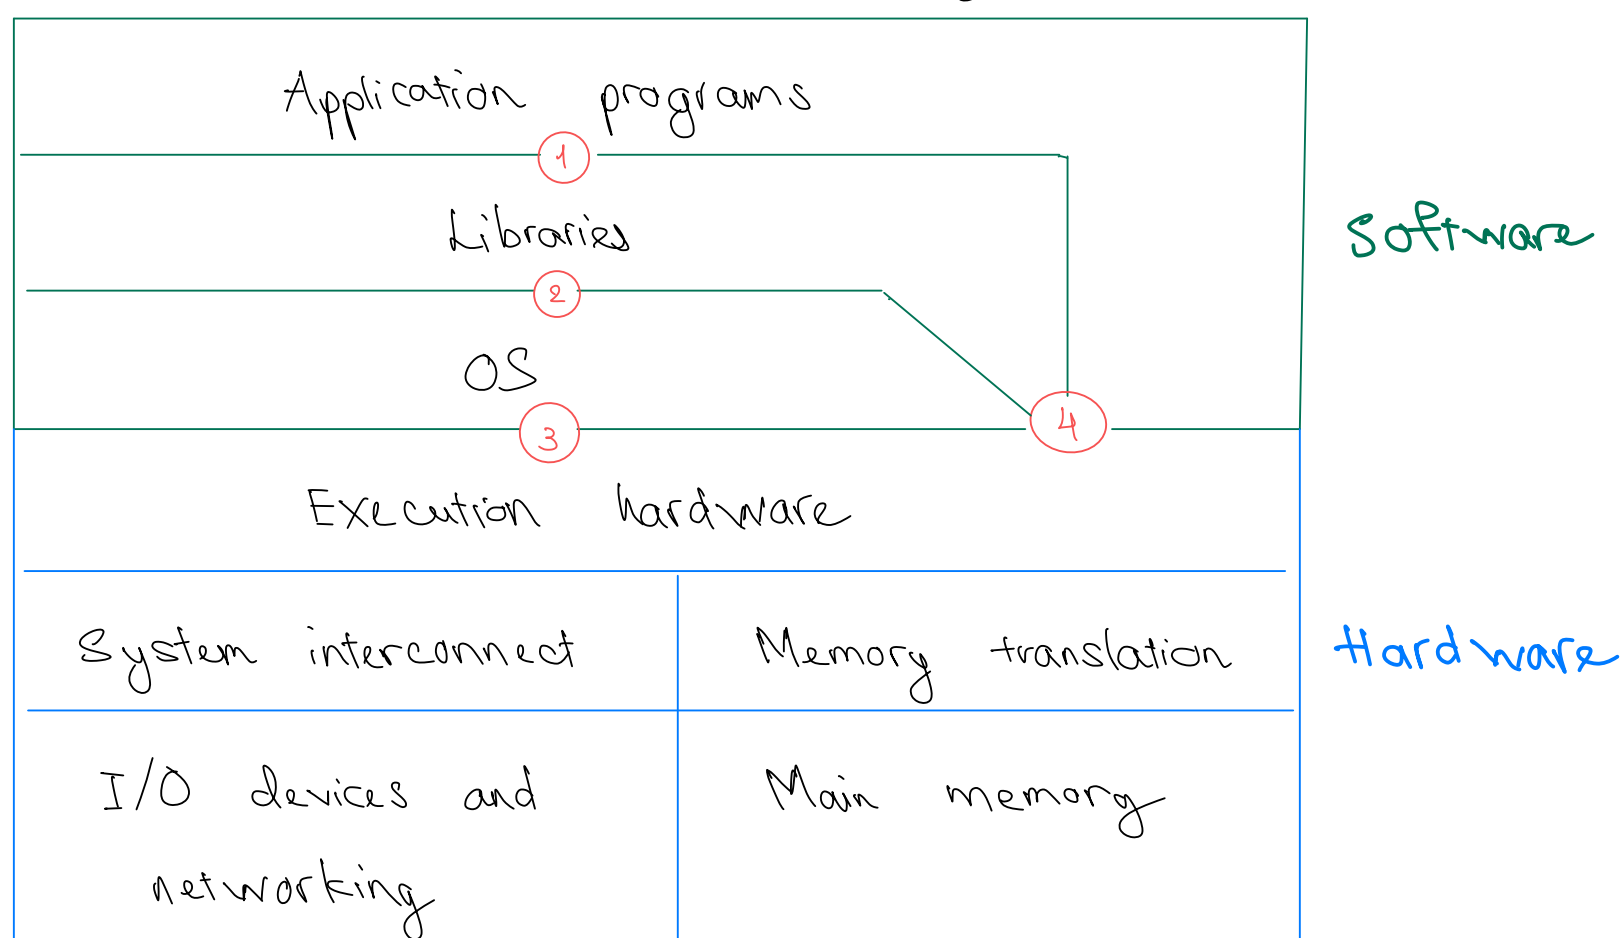 Application programs
1
Libraries
2
Software
OS
3
4
Execution hardware
System interconnect
Memory translation
Hardware
I/O devices and
networking
Main memory